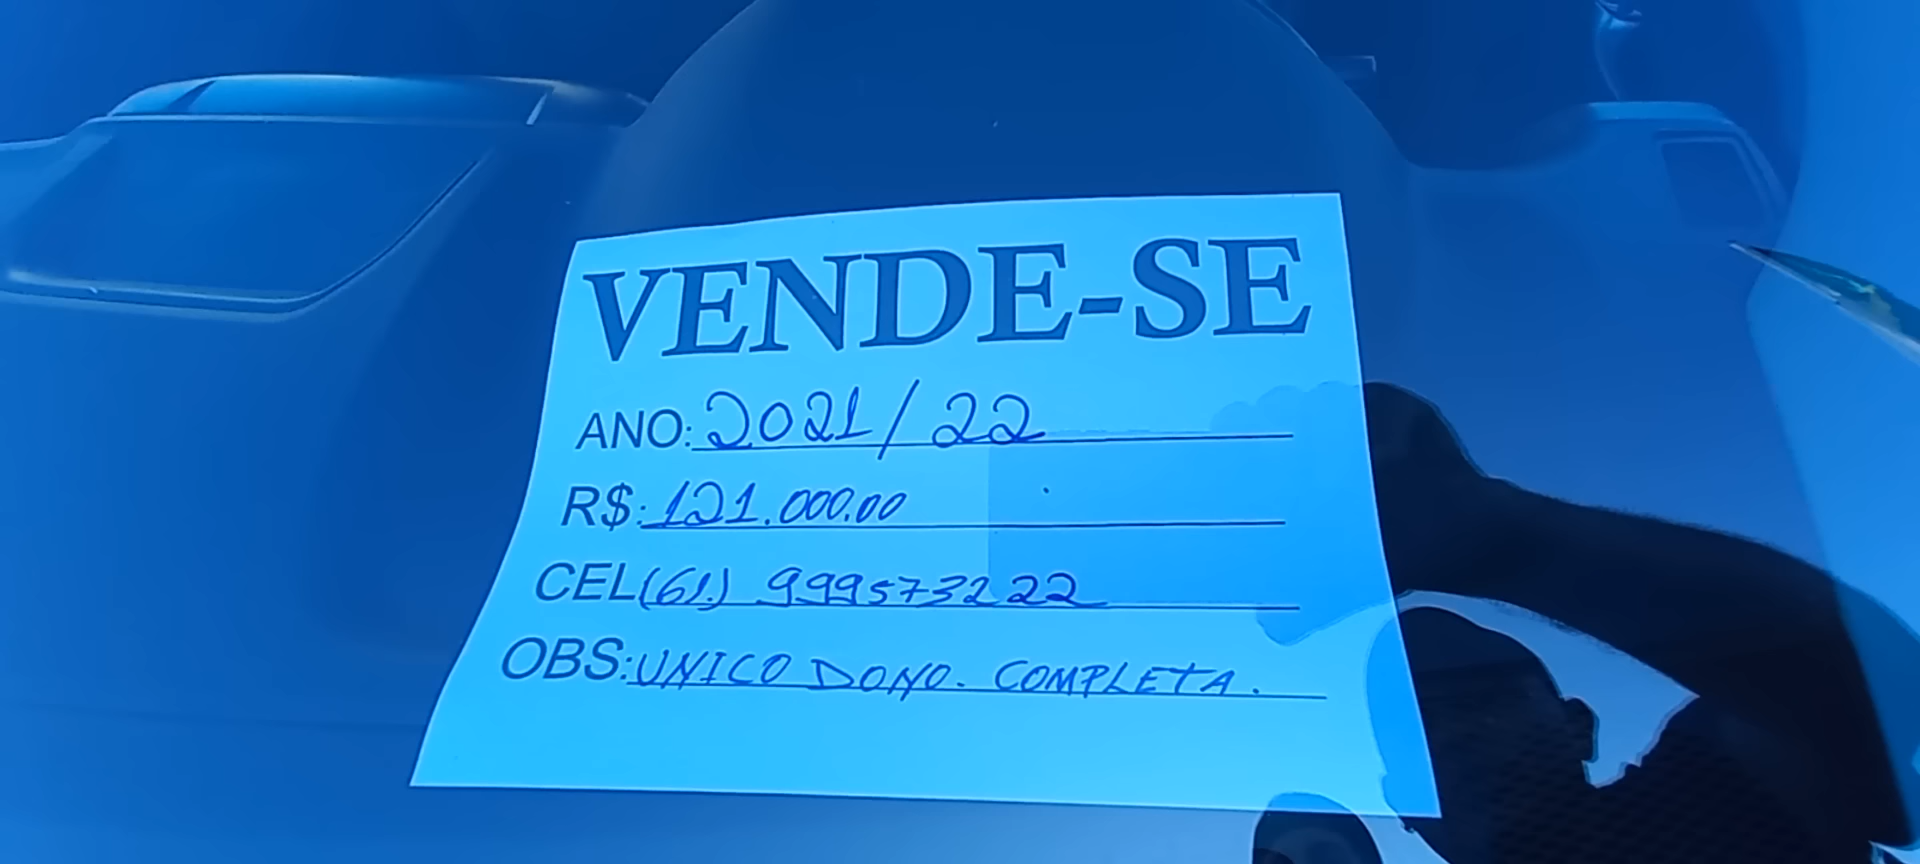 VENDE-SE
ANO: 2021/22
R$: 121.000.00
CEL(61) 999573222
OBS: UNICO DONO. COMPLETA.